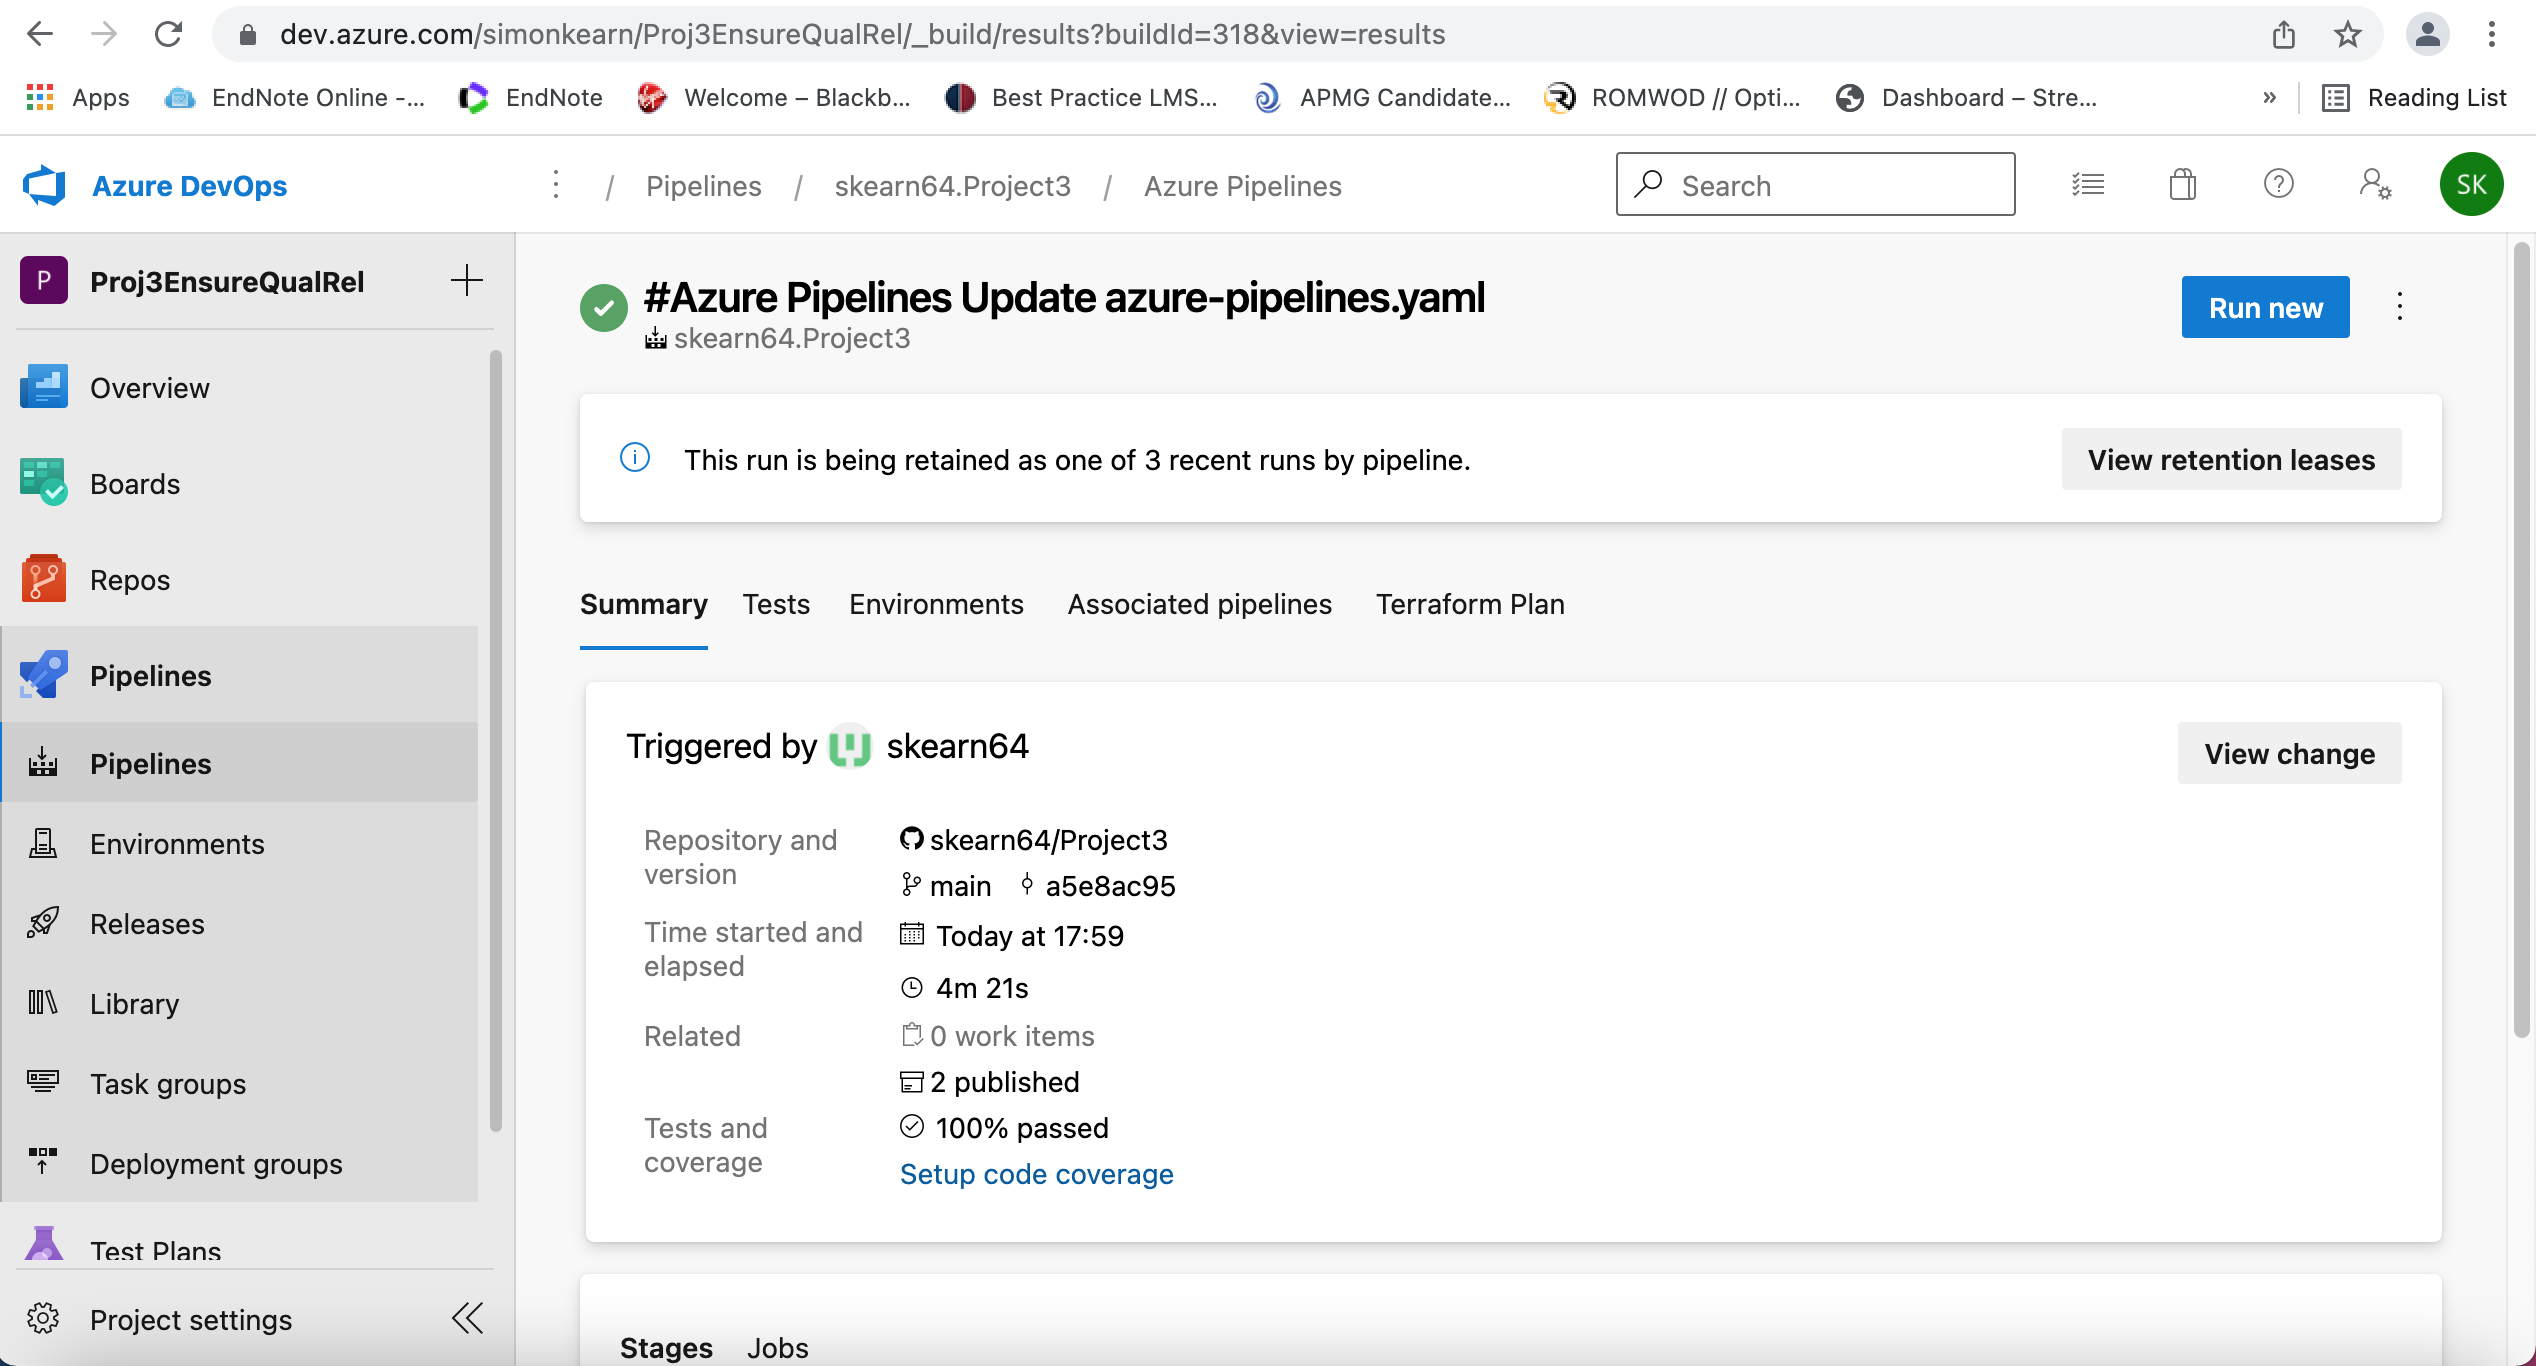 dev.azure.com/simonkearn/Proj3EnsureQualRel/_build/results?buildId=318&view=results
Apps EndNote Online -... EndNote Welcome – Blackb... Best Practice LMS... APMG Candidate... ROMWOD // Opti... Dashboard – Stre... » Reading List
Azure DevOps / Pipelines / skearn64.Project3 / Azure Pipelines Search SK
P Proj3EnsureQualRel
Overview
Boards
Repos
Pipelines
Pipelines
Environments
Releases
Library
Task groups
Deployment groups
Test Plans
Project settings
#Azure Pipelines Update azure-pipelines.yaml
skearn64.Project3
Run new
This run is being retained as one of 3 recent runs by pipeline.
View retention leases
Summary Tests Environments Associated pipelines Terraform Plan
Triggered by skearn64
View change
Repository and version
skearn64/Project3
main a5e8ac95
Time started and elapsed
Today at 17:59
4m 21s
Related
0 work items
2 published
Tests and coverage
100% passed
Setup code coverage
Stages Jobs